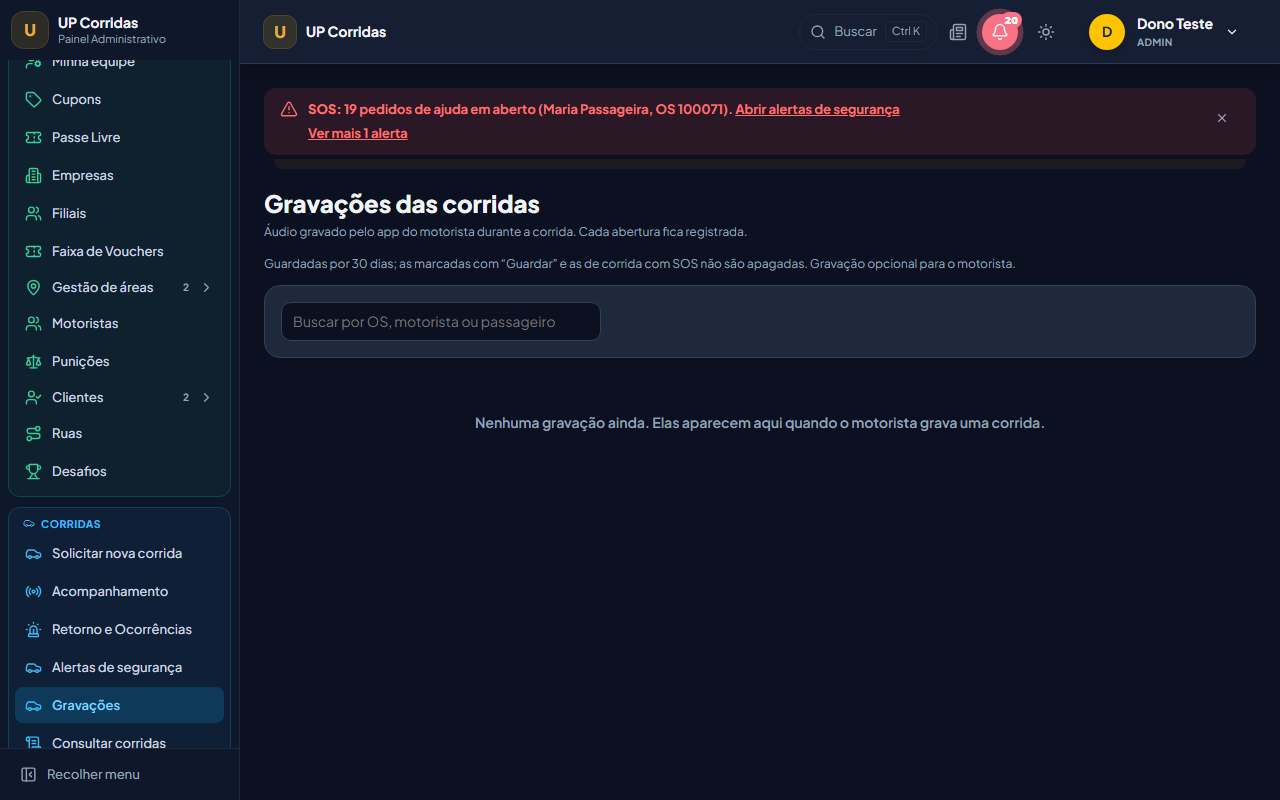 U
UP Corridas
Painel Administrativo
Minha equipe
Cupons
Passe Livre
Empresas
Filiais
Faixa de Vouchers
Gestão de áreas 2
Motoristas
Punições
Clientes 2
Ruas
Desafios
CORRIDAS
Solicitar nova corrida
Acompanhamento
Retorno e Ocorrências
Alertas de segurança
Gravações
Consultar corridas
Recolher menu
U UP Corridas
Buscar Ctrl K
20
D
Dono Teste
ADMIN
SOS: 19 pedidos de ajuda em aberto (Maria Passageira, OS 100071). Abrir alertas de segurança
Ver mais 1 alerta
Gravações das corridas
Áudio gravado pelo app do motorista durante a corrida. Cada abertura fica registrada.
Guardadas por 30 dias; as marcadas com "Guardar" e as de corrida com SOS não são apagadas. Gravação opcional para o motorista.
Buscar por OS, motorista ou passageiro
Nenhuma gravação ainda. Elas aparecem aqui quando o motorista grava uma corrida.